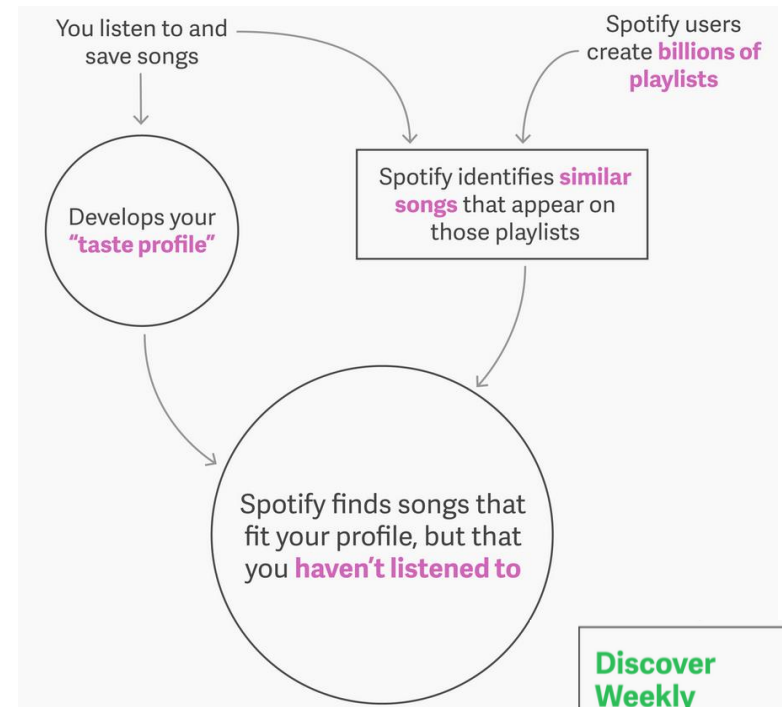 You listen to and
save songs
Spotify users
create billions of
playlists
Develops your
“taste profile”
Spotify identifies similar
songs that appear on
those playlists
Spotify finds songs that
fit your profile, but that
you haven’t listened to
Discover
Weekly